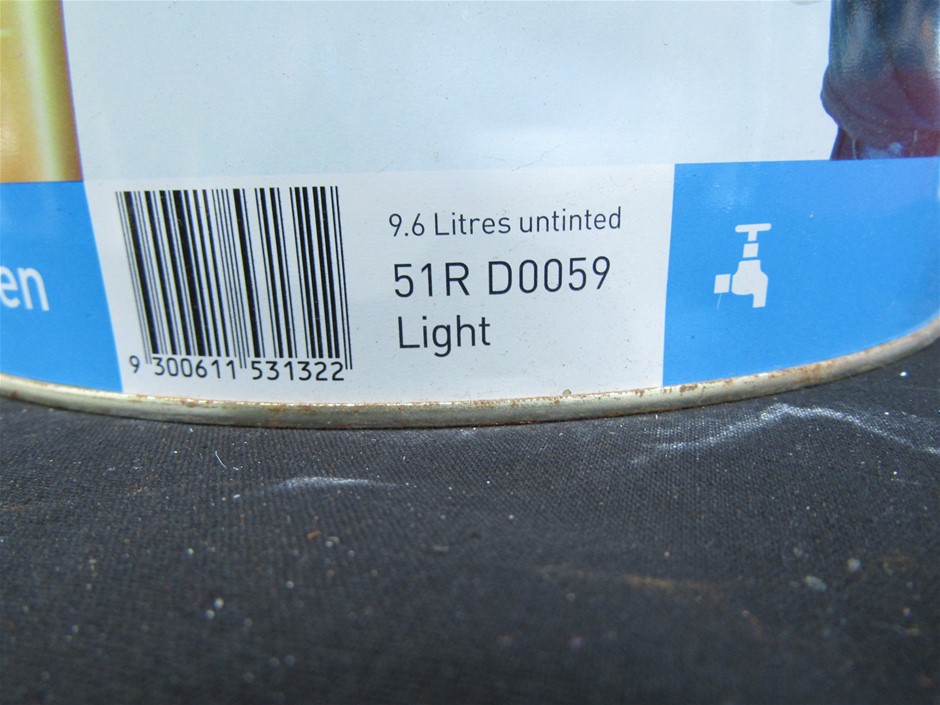 9.6 Litres untinted
51R D0059
Light
en
9 300611 531322